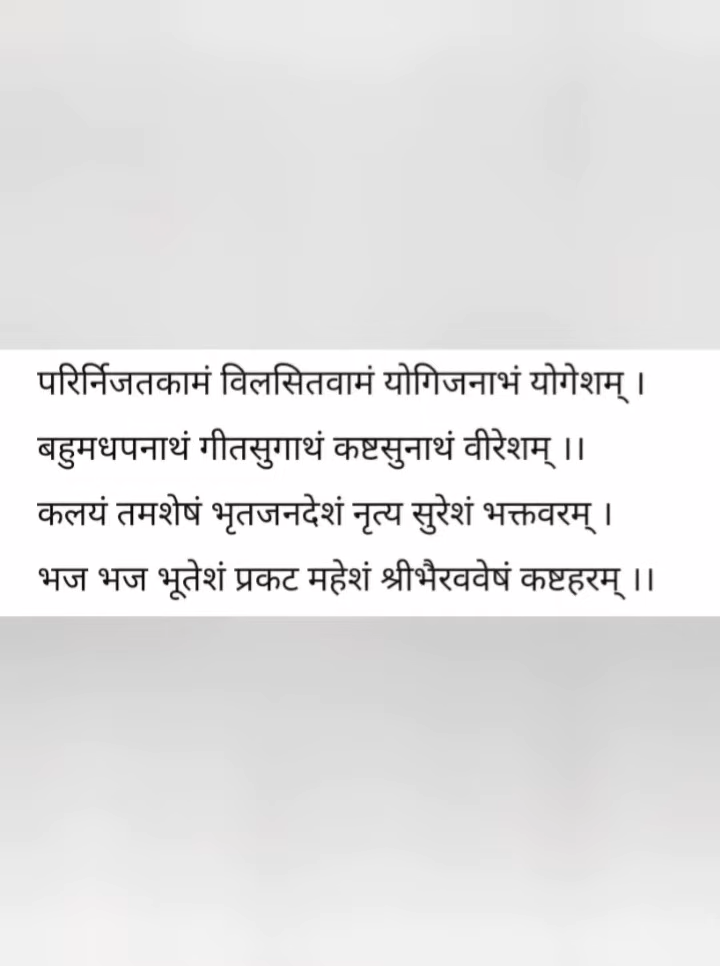 परिर्निजतकामं विलसितवामं योगिजनाभं योगेशम् ।
बहुमधपनाथं गीतसुगाथं कष्टसुनाथं वीरेशम् ।।
कलयं तमशेषं भृतजनदेशं नृत्य सुरेशं भक्तवरम् ।
भज भज भूतेशं प्रकट महेशं श्रीभैरववेषं कष्टहरम् ।।